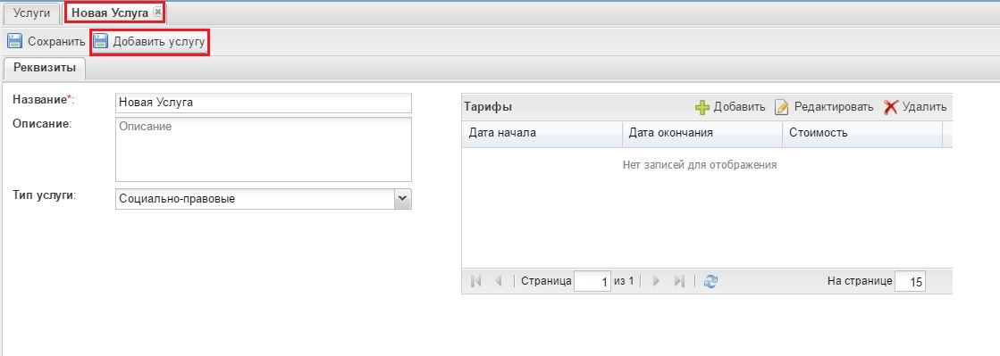 Услуги Новая Услуга
Сохранить Добавить услугу
Реквизиты
Название*: Новая Услуга
Описание: Описание
Тип услуги: Социально-правовые
Тарифы Добавить Редактировать Удалить
Дата начала Дата окончания Стоимость
Нет записей для отображения
Страница 1 из 1 На странице 15